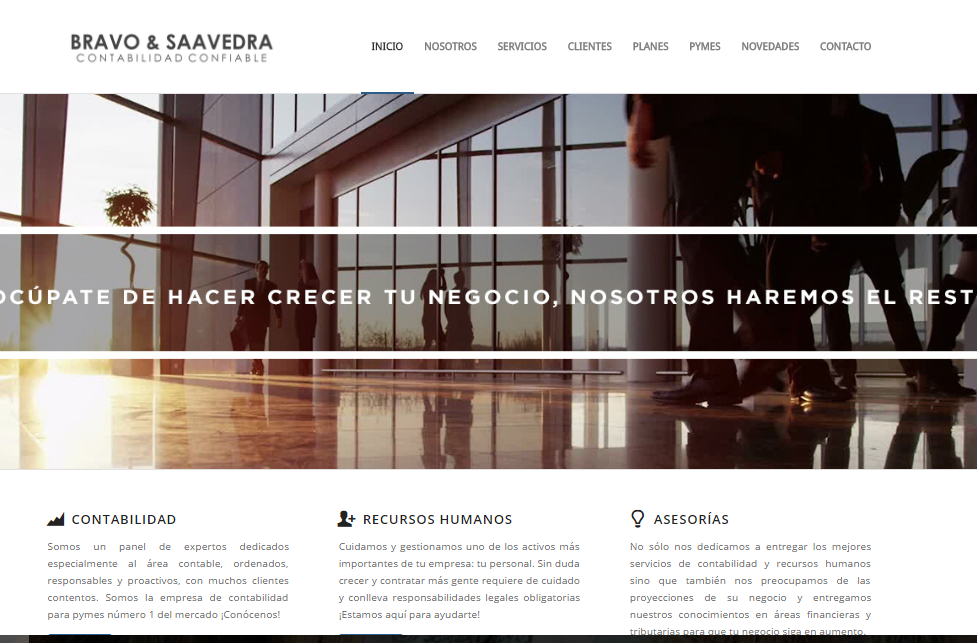 BRAVO & SAAVEDRA
CONTABILIDAD CONFIABLE
INICIO NOSOTROS SERVICIOS CLIENTES PLANES PYMES NOVEDADES CONTACTO
OCÚPATE DE HACER CRECER TU NEGOCIO, NOSOTROS HAREMOS EL REST
CONTABILIDAD
Somos un panel de expertos dedicados
especialmente al área contable, ordenados,
responsables y proactivos, con muchos clientes
contentos. Somos la empresa de contabilidad
para pymes número 1 del mercado ¡Conócenos!
RECURSOS HUMANOS
Cuidamos y gestionamos uno de los activos más
importantes de tu empresa: tu personal. Sin duda
crecer y contratar más gente requiere de cuidado
y conlleva responsabilidades legales obligatorias
¡Estamos aquí para ayudarte!
ASESORÍAS
No sólo nos dedicamos a entregar los mejores
servicios de contabilidad y recursos humanos
sino que también nos preocupamos de las
proyecciones de su negocio y entregamos
nuestros conocimientos en áreas financieras y
tributarias para que tu negocio siga en aumento.